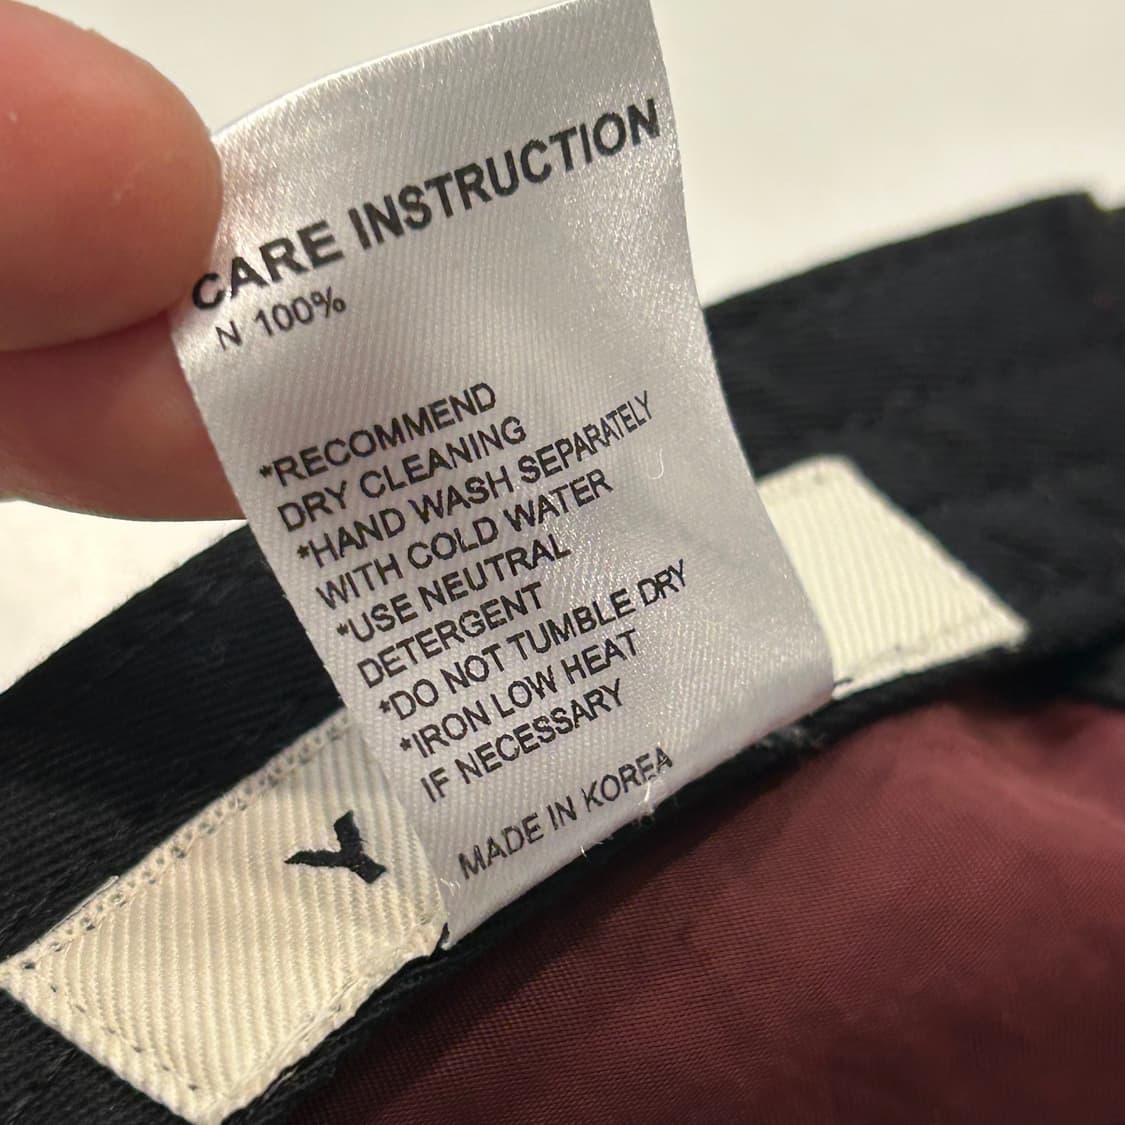 CARE INSTRUCTION
N 100%
*RECOMMEND
DRY CLEANING
*HAND WASH SEPARATELY
WITH COLD WATER
*USE NEUTRAL
DETERGENT
*DO NOT TUMBLE DRY
*IRON LOW HEAT
IF NECESSARY
MADE IN KOREA
Y